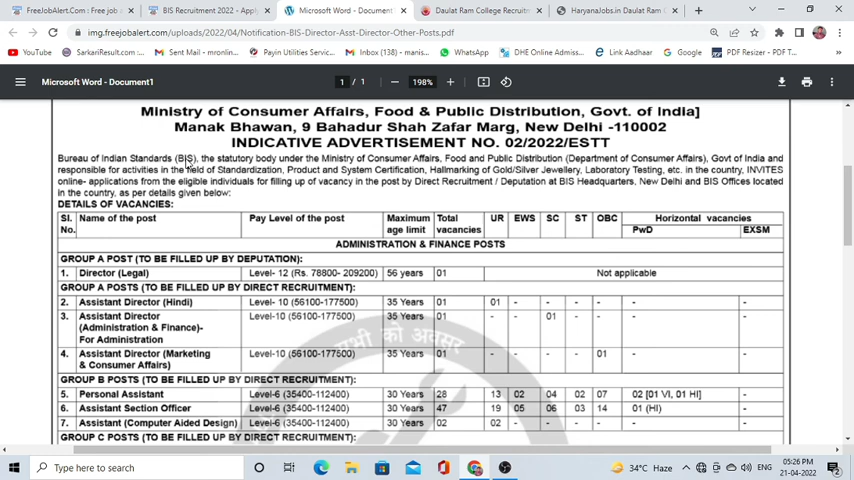 FreeJobAlert.Com : Free job a
BIS Recruitment 2022 - Apply
Microsoft Word - Document1
Daulat Ram College Recruitme
HaryanaJobs.in Daulat Ram C
img.freejobalert.com/uploads/2022/04/Notification-BIS-Director-Asst-Director-Other-Posts.pdf
YouTube SarkariResult.com : Sent Mail - mronlin... Payin Utilities Servic... Inbox (138) - manis... WhatsApp DHE Online Admiss... Link Aadhaar Google PDF Resizer | PDF... PDF Tools
Microsoft Word - Document1 1 / 1 198%
Ministry of Consumer Affairs, Food & Public Distribution, Govt. of India]
Manak Bhawan, 9 Bahadur Shah Zafar Marg, New Delhi -110002
INDICATIVE ADVERTISEMENT NO. 02/2022/ESTT
Bureau of Indian Standards (BIS), the statutory body under the Ministry of Consumer Affairs, Food and Public Distribution (Department of Consumer Affairs), Govt of India and
responsible for activities in the field of Standardization, Product and System Certification, Hallmarking of Gold/Silver Jewellery, Laboratory Testing, etc. in the country, INVITES
online- applications from the eligible individuals for filling up of vacancy in the post by Direct Recruitment / Deputation at BIS Headquarters, New Delhi and BIS Offices located
in the country, as per details given below:
DETAILS OF VACANCIES:
Sl. No. Name of the post Pay Level of the post Maximum age limit Total vacancies UR EWS SC ST OBC Horizontal vacancies PwD EXSM
ADMINISTRATION & FINANCE POSTS
GROUP A POST (TO BE FILLED UP BY DEPUTATION):
1. Director (Legal) Level- 12 (Rs. 78800- 209200) 56 years 01 Not applicable
GROUP A POSTS (TO BE FILLED UP BY DIRECT RECRUITMENT):
2. Assistant Director (Hindi) Level- 10 (56100-177500) 35 Years 01 01 - - - - - -
3. Assistant Director Level-10 (56100-177500) 35 Years 01 - - 01 - - - -
(Administration & Finance)-
For Administration
4. Assistant Director (Marketing Level-10 (56100-177500) 35 Years 01 - - - - 01 - -
& Consumer Affairs)
GROUP B POSTS (TO BE FILLED UP BY DIRECT RECRUITMENT):
5. Personal Assistant Level-6 (35400-112400) 30 Years 28 13 02 04 02 07 02 [01 VI, 01 HI] -
6. Assistant Section Officer Level-6 (35400-112400) 30 Years 47 19 05 06 03 14 01 (HI) -
7. Assistant (Computer Aided Design) Level-6 (35400-112400) 30 Years 02 02 - - - - - -
GROUP C POSTS (TO BE FILLED UP BY DIRECT RECRUITMENT):
सभी को अवसर
Type here to search
34°C Haze
ENG
05:26 PM
21-04-2022
2